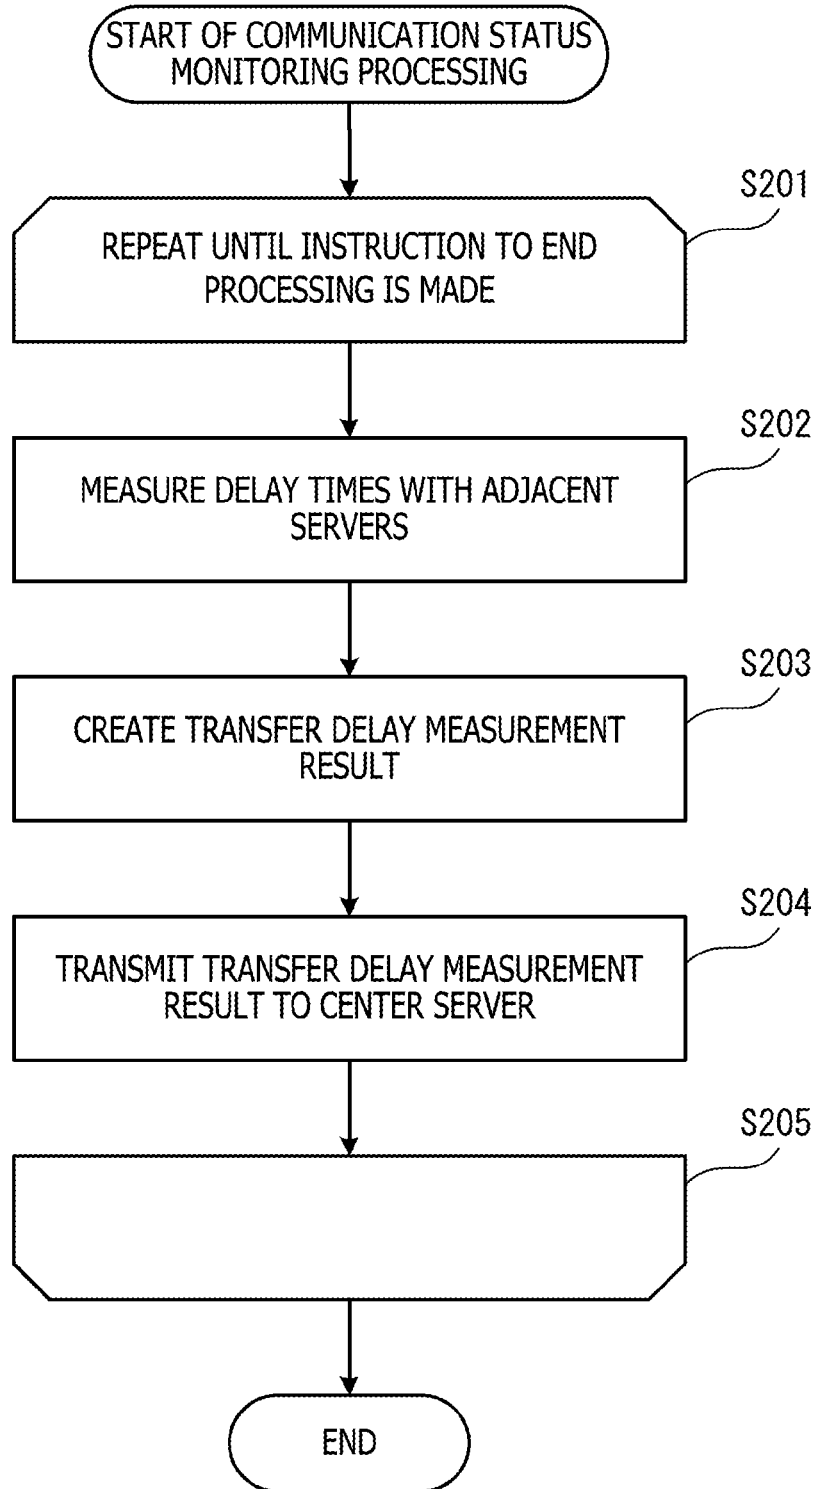 START OF COMMUNICATION STATUS
MONITORING PROCESSING
S201
REPEAT UNTIL INSTRUCTION TO END
PROCESSING IS MADE
S202
MEASURE DELAY TIMES WITH ADJACENT
SERVERS
S203
CREATE TRANSFER DELAY MEASUREMENT
RESULT
S204
TRANSMIT TRANSFER DELAY MEASUREMENT
RESULT TO CENTER SERVER
S205
END